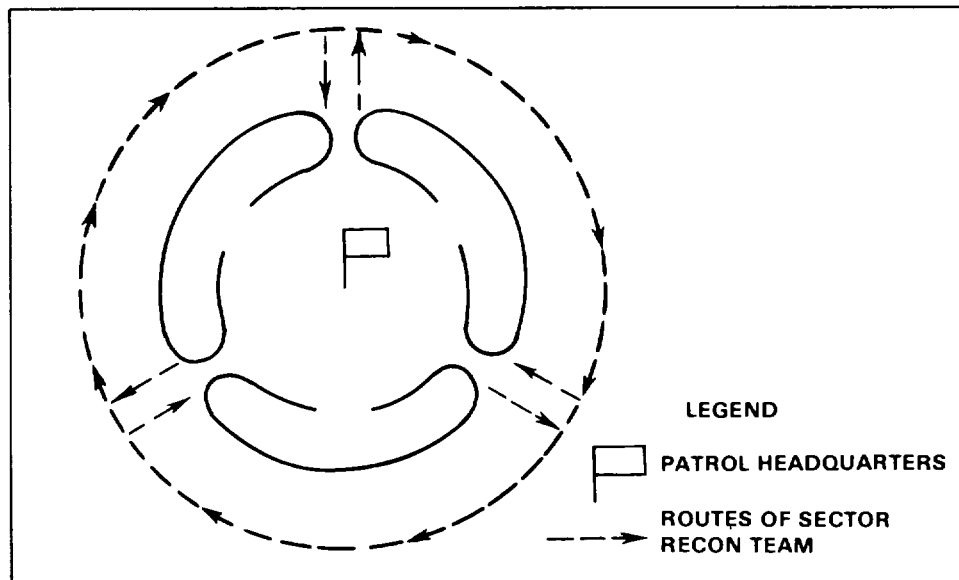 LEGEND
PATROL HEADQUARTERS
ROUTES OF SECTOR
RECON TEAM